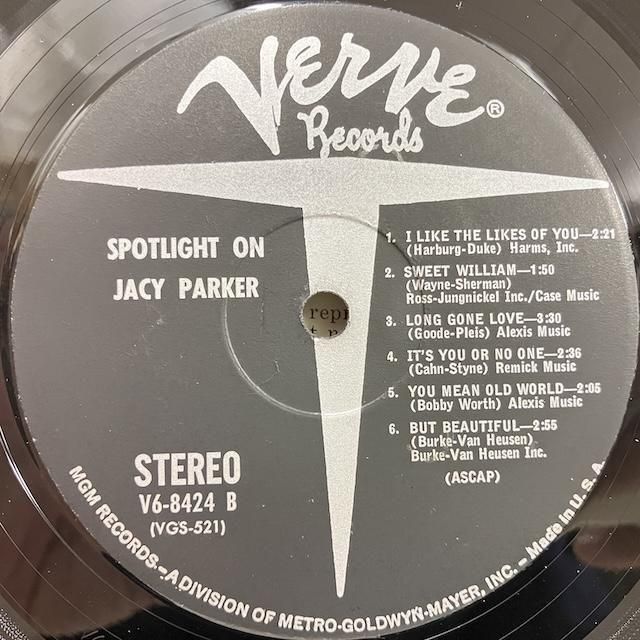 Verve®
Records
SPOTLIGHT ON
JACY PARKER
1. I LIKE THE LIKES OF YOU—2:21
(Harburg-Duke) Harms, Inc.
2. SWEET WILLIAM—1:50
(Wayne-Sherman)
Ross-Jungnickel Inc./Case Music
3. LONG GONE LOVE—3:30
(Goode-Pleis) Alexis Music
4. IT'S YOU OR NO ONE—2:36
(Cahn-Styne) Remick Music
5. YOU MEAN OLD WORLD—2:05
(Bobby Worth) Alexis Music
6. BUT BEAUTIFUL—2:55
(Burke-Van Heusen)
Burke-Van Heusen Inc.
(ASCAP)
STEREO
V6-8424 B
(VGS-521)
MGM RECORDS—A DIVISION OF METRO-GOLDWYN-MAYER, INC. – Made in U.S.A.